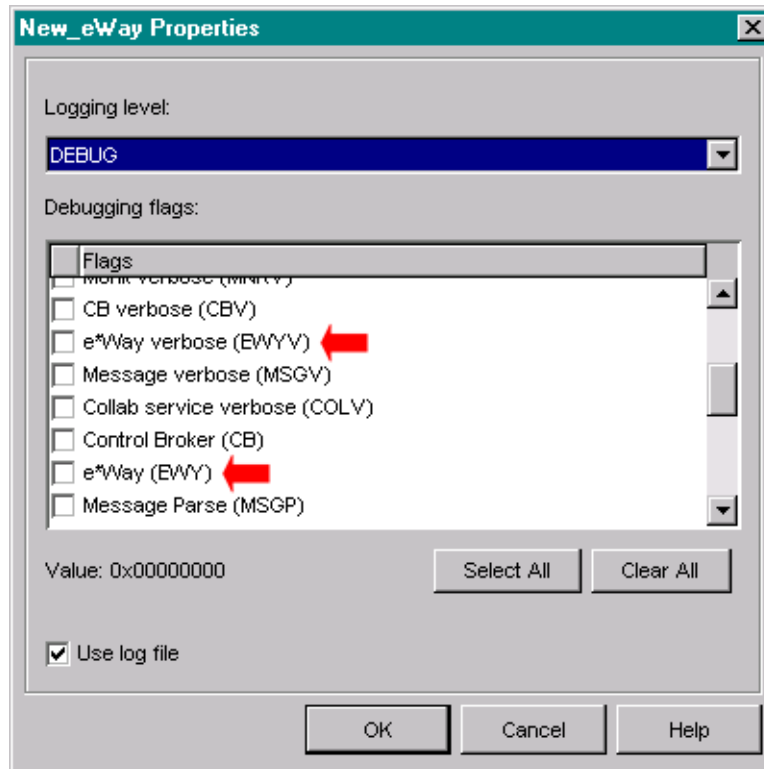 New_eWay Properties
Logging level:
DEBUG
Debugging flags:
Flags
verbose (MNRV)
CB verbose (CBV)
e*Way verbose (EWYV)
Message verbose (MSGV)
Collab service verbose (COLV)
Control Broker (CB)
e*Way (EWY)
Message Parse (MSGP)
Value: 0x00000000
Select All
Clear All
Use log file
OK
Cancel
Help